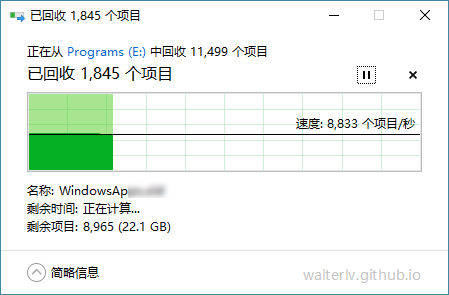 已回收 1,845 个项目
正在从 Programs (E:) 中回收 11,499 个项目
已回收 1,845 个项目
速度: 8,833 个项目/秒
名称: WindowsAp
剩余时间: 正在计算...
剩余项目: 8,965 (22.1 GB)
简略信息
walterlv.github.io